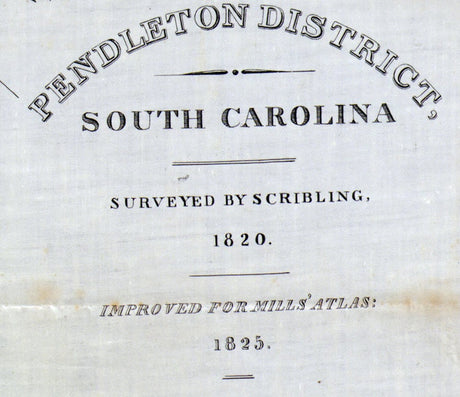 PENDLETON DISTRICT,
SOUTH CAROLINA
SURVEYED BY SCRIBLING,
1820.
IMPROVED FOR MILLS' ATLAS:
1825.